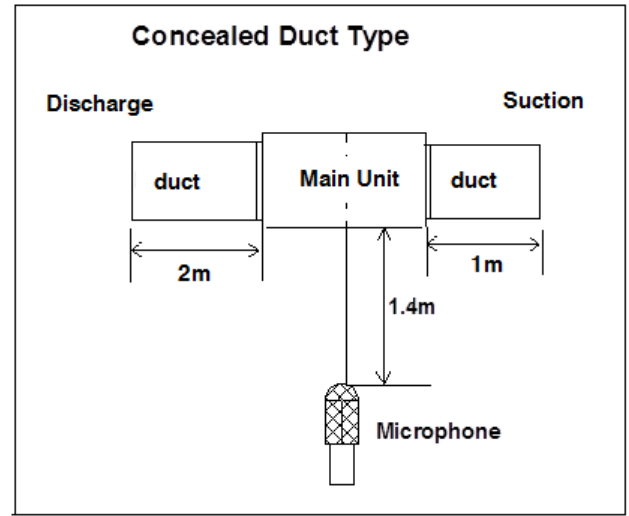 Concealed Duct Type
Discharge
Suction
duct
Main Unit
duct
2m
1m
1.4m
Microphone